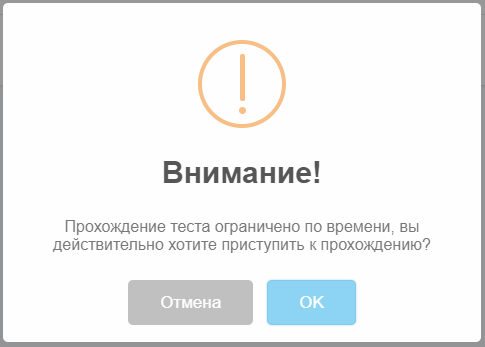 Внимание!
Прохождение теста ограничено по времени, вы
действительно хотите приступить к прохождению?
Отмена
OK